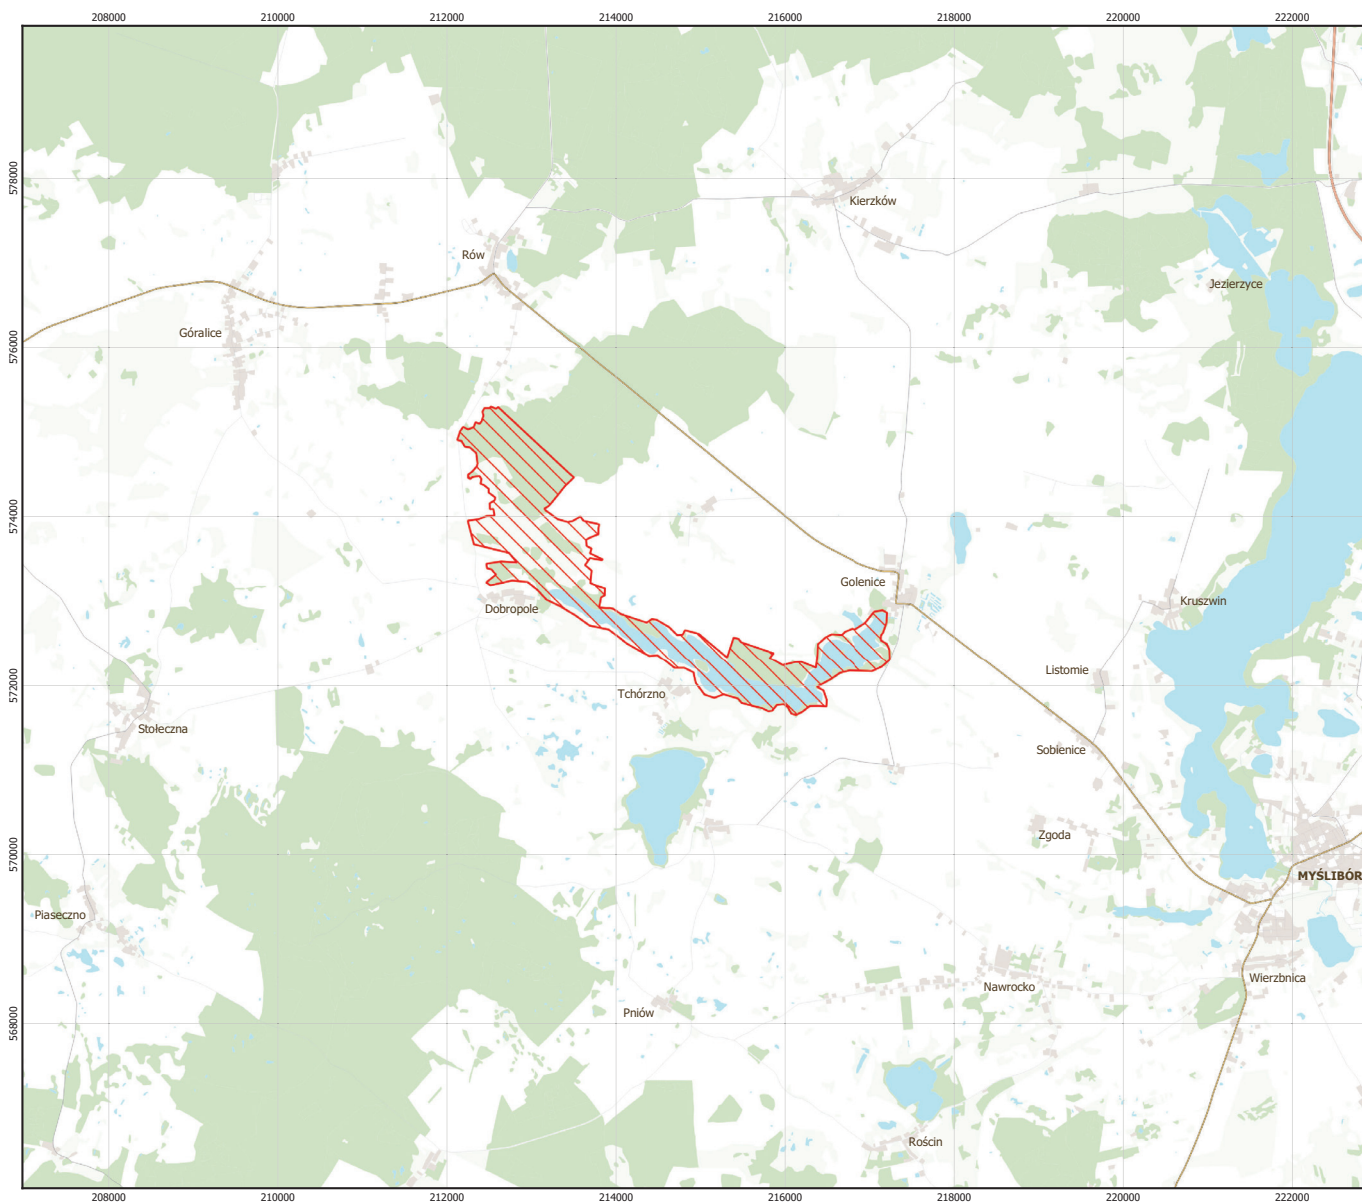 208000 210000 212000 214000 216000 218000 220000 222000
578000
Kierzków
Rów
Jezierzyce
Góralice
576000
574000
Golenice
Kruszwin
Dobropole
Listomie
572000
Tchórzno
Stołeczna
Sobienice
Zgoda
570000
MYŚLIBÓR
Piaseczno
Wierzbnica
Nawrocko
Pniów
568000
Rościn
208000 210000 212000 214000 216000 218000 220000 222000